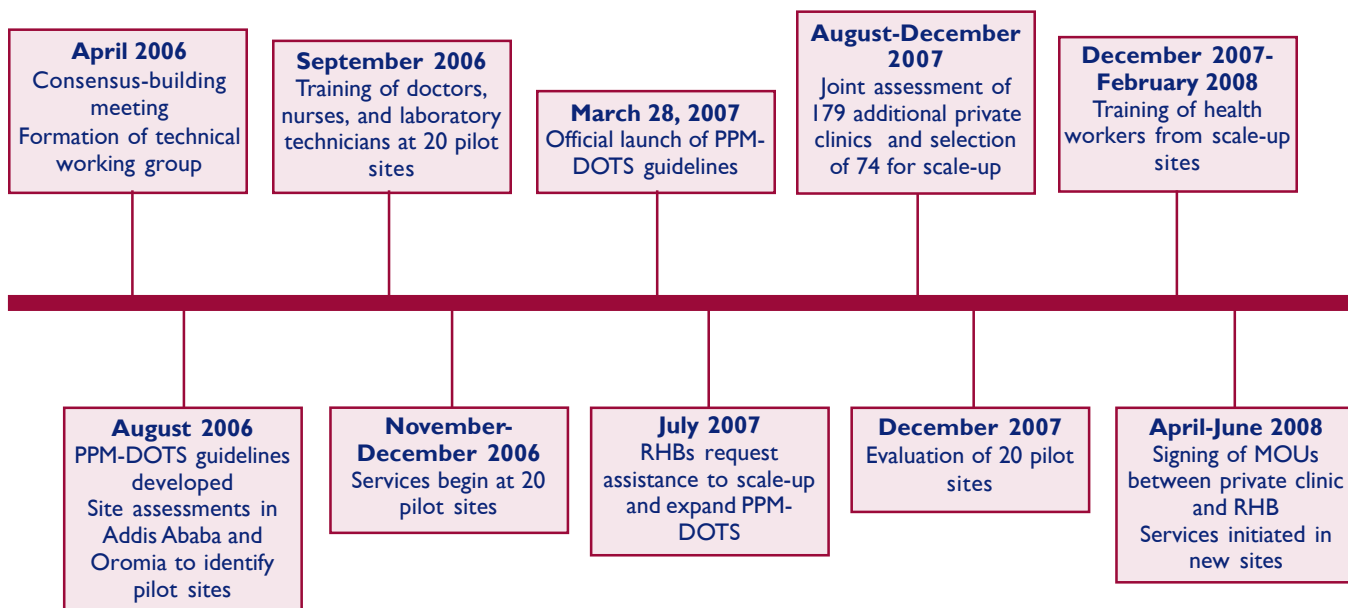 April 2006
Consensus-building
meeting
Formation of technical
working group
September 2006
Training of doctors,
nurses, and laboratory
technicians at 20 pilot
sites
March 28, 2007
Official launch of PPM-
DOTS guidelines
August-December
2007
Joint assessment of
179 additional private
clinics and selection
of 74 for scale-up
December 2007-
February 2008
Training of health
workers from scale-up
sites
August 2006
PPM-DOTS guidelines
developed
Site assessments in
Addis Ababa and
Oromia to identify
pilot sites
November-
December 2006
Services begin at 20
pilot sites
July 2007
RHBs request
assistance to scale-up
and expand PPM-
DOTS
December 2007
Evaluation of 20 pilot
sites
April-June 2008
Signing of MOUs
between private clinic
and RHB
Services initiated in
new sites